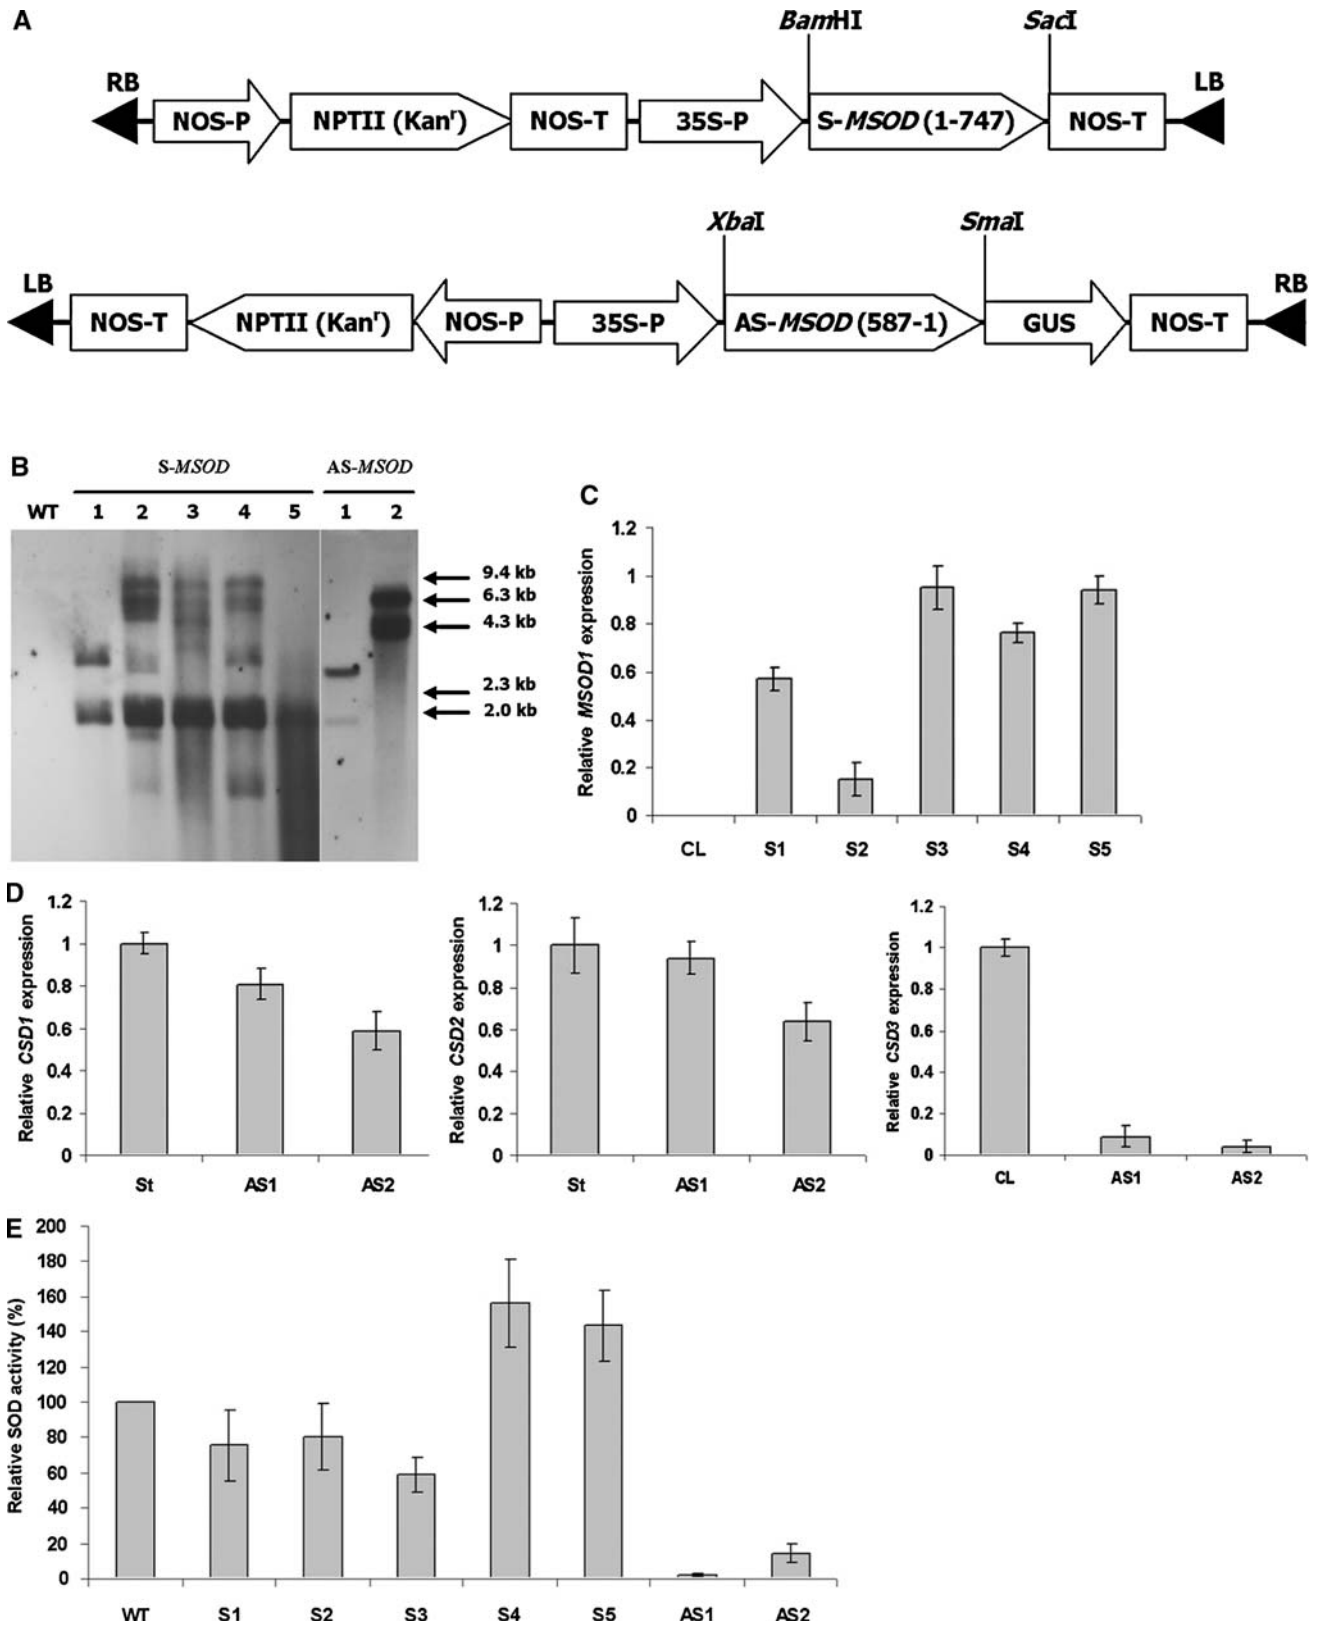 A
BamHI SacI
RB LB
NOS-P NPTII (Kanʳ) NOS-T 35S-P S-MSOD (1-747) NOS-T
XbaI SmaI
LB RB
NOS-T NPTII (Kanʳ) NOS-P 35S-P AS-MSOD (587-1) GUS NOS-T
B
S-MSOD AS-MSOD
WT 1 2 3 4 5 1 2
9.4 kb
6.3 kb
4.3 kb
2.3 kb
2.0 kb
C
Relative MSOD1 expression
1.2
1
0.8
0.6
0.4
0.2
0
CL S1 S2 S3 S4 S5
D
Relative CSD1 expression
1.2
1
0.8
0.6
0.4
0.2
0
St AS1 AS2
Relative CSD2 expression
1.2
1
0.8
0.6
0.4
0.2
0
St AS1 AS2
Relative CSD3 expression
1.2
1
0.8
0.6
0.4
0.2
0
CL AS1 AS2
E
Relative SOD activity (%)
200
180
160
140
120
100
80
60
40
20
0
WT S1 S2 S3 S4 S5 AS1 AS2